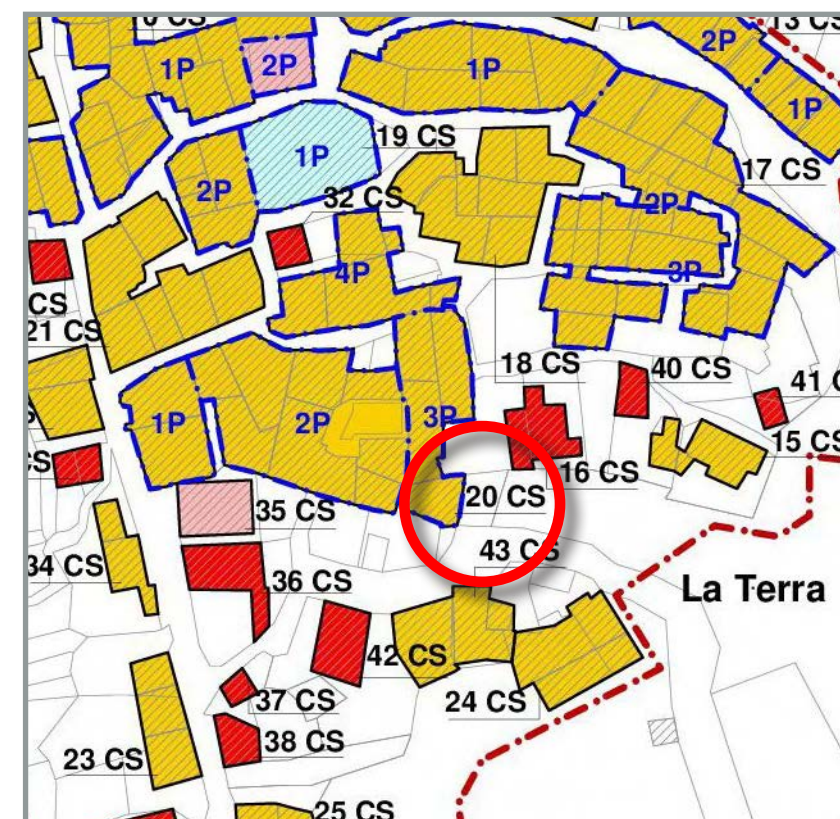 13 CS
2P
1P
2P
1P
1P
19 CS
1P
17 CS
2P
32 CS
2P
4P
3P
CS
21 CS
18 CS
40 CS
41 C
1P
2P
3P
15 CS
CS
16 CS
20 CS
35 CS
43 CS
34 CS
36 CS
La Terra
42 CS
37 CS
24 CS
38 CS
23 CS
25 CS